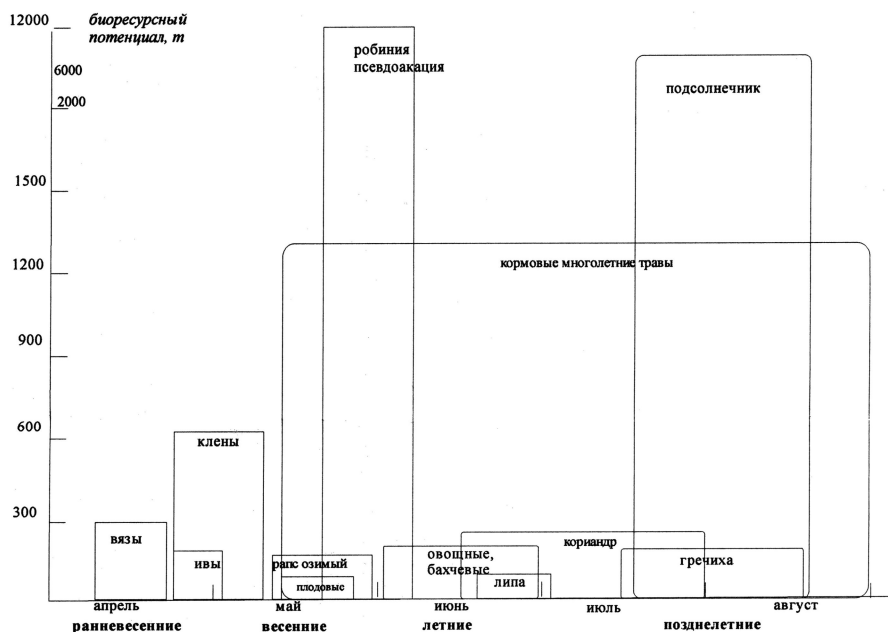 12000
биоресурсный
потенциал, т
6000
2000
1500
1200
900
600
300
робиния
псевдоакация
подсолнечник
кормовые многолетние травы
клены
вязы
ивы
рапс озимый
плодовые
овощные,
бахчевые
липа
кориандр
гречиха
апрель май июнь июль август
ранневесенние весенние летние позднелетние